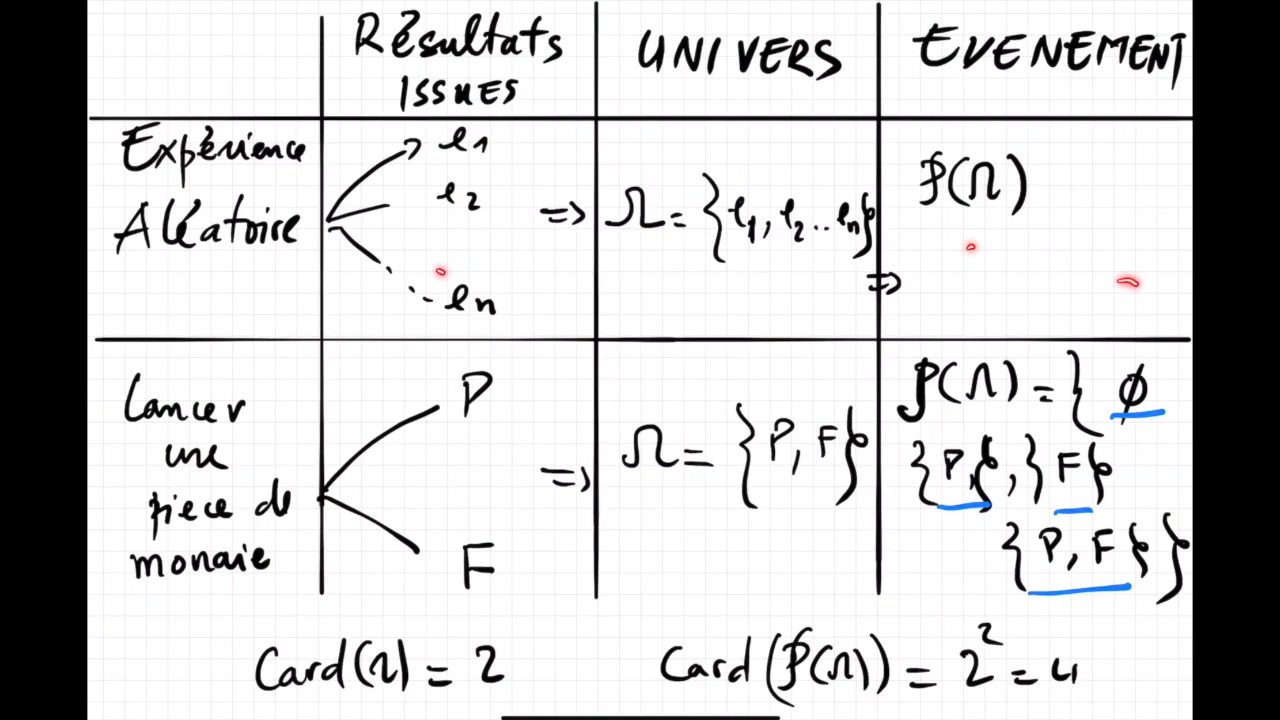 Résultats
ISSUES
UNIVERS
EVENEMENT
Expérience
Aléatoire
e1
e2
en
=> Ω = {e1, e2 .. en}
=> P(Ω)
Lancer
une
piece de
monaie
P
F
=> Ω = {P, F}
P(Ω) = { ∅
{P,}, {F}
{P, F}}
Card(Ω) = 2
Card(P(Ω)) = 2² = 4